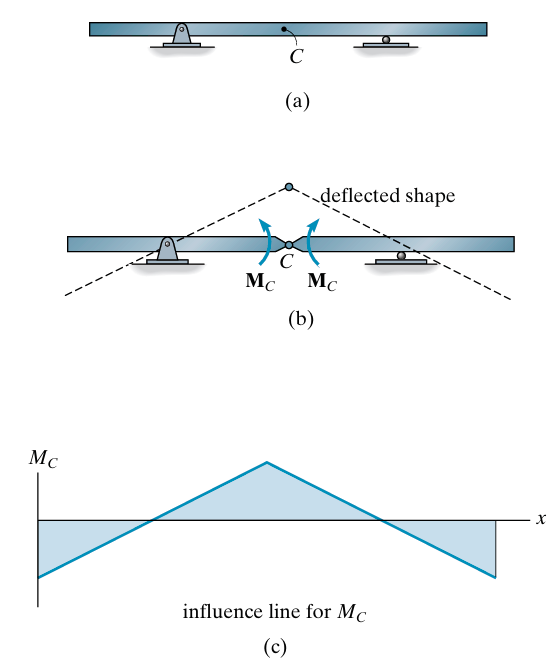 C
(a)
deflected shape
C
M_C M_C
(b)
M_C
x
influence line for M_C
(c)